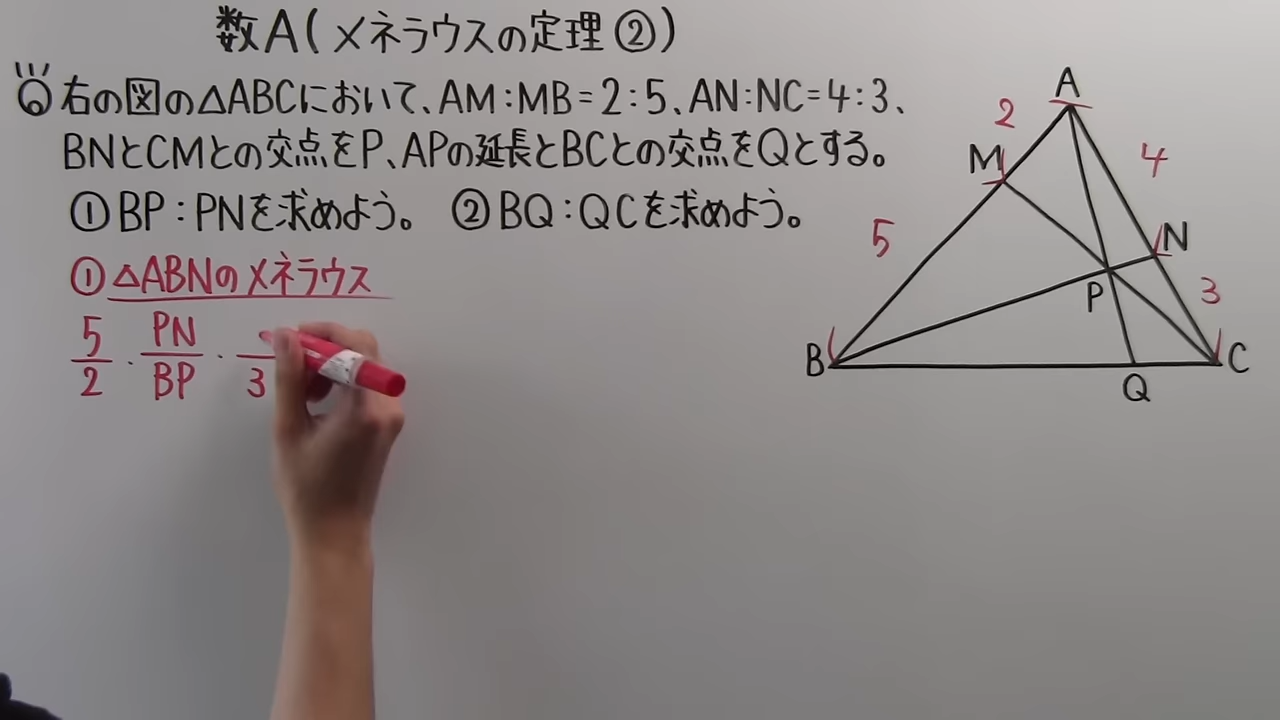 数A(メネラウスの定理②)
右の図の△ABCにおいて、AM:MB=2:5、AN:NC=4:3、
BNとCMとの交点をP、APの延長とBCとの交点をQとする。
①BP:PNを求めよう。 ②BQ:QCを求めよう。
①△ABNのメネラウス
5/2・PN/BP・/3
A
2
M
4
5
N
P
3
B
C
Q